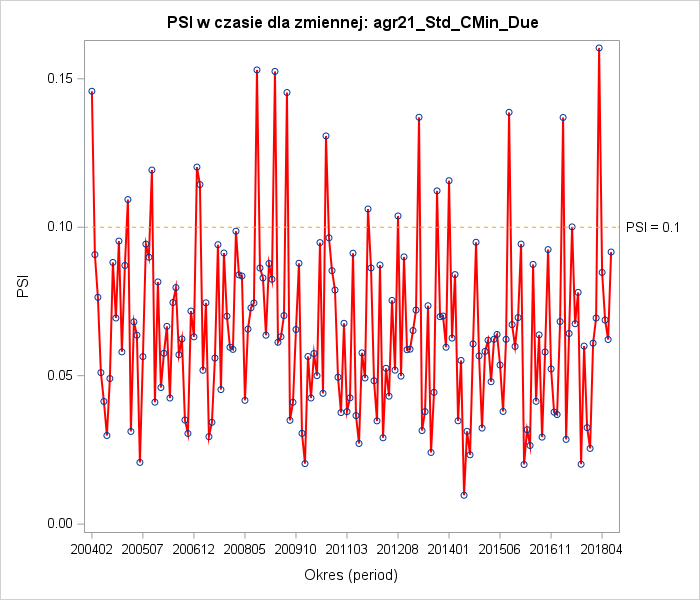 PSI w czasie dla zmiennej: agr21_Std_CMin_Due
0.15
0.10
0.05
0.00
PSI
PSI = 0.1
200402 200507 200612 200805 200910 201103 201208 201401 201506 201611 201804
Okres (period)